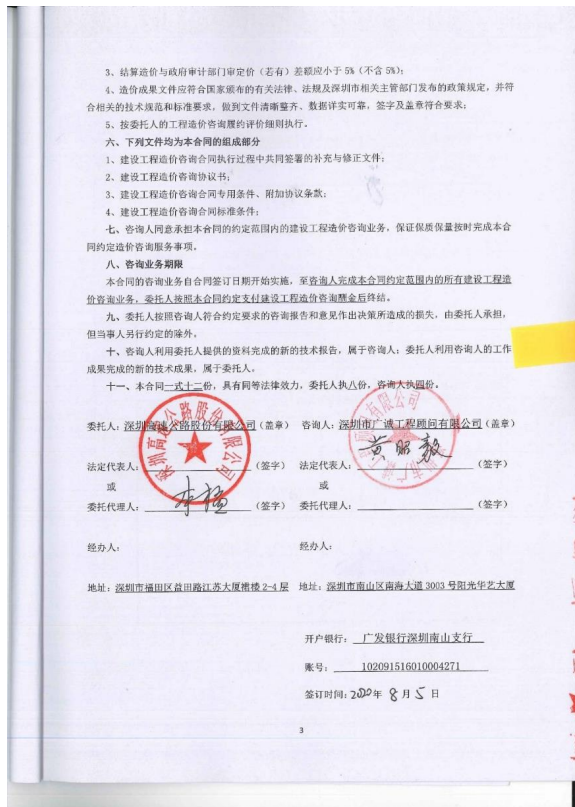 3、结算造价与政府审计部门审定价（若有）差额应小于5%（不含5%）；
4、造价成果文件应符合国家颁布的有关法律、法规及深圳市相关主管部门发布的政策规定，并符
合相关的技术规范和标准要求，做到文件清晰整齐、数据详实可靠，签字及盖章符合要求；
5、按委托人的工程造价咨询履约评价细则执行。
六、下列文件均为本合同的组成部分
1、建设工程造价咨询合同执行过程中共同签署的补充与修正文件；
2、建设工程造价咨询协议书；
3、建设工程造价咨询合同专用条件、附加协议条款；
4、建设工程造价咨询合同标准条件；
七、咨询人同意承担本合同的约定范围内的建设工程造价咨询业务，保证保质保量按时完成本合
同约定造价咨询服务事项。
八、咨询业务期限
本合同的咨询业务自合同签订日期开始实施，至咨询人完成本合同约定范围内的所有建设工程造
价咨询业务，委托人按照本合同约定支付建设工程造价咨询酬金后终结。
九、委托人按照咨询人符合约定要求的咨询报告和意见作出决策所造成的损失，由委托人承担，
但当事人另行约定的除外。
十、咨询人利用委托人提供的资料完成的新的技术报告，属于咨询人；委托人利用咨询人的工作
成果完成的新的技术成果，属于委托人。
十一、本合同一式十二份，具有同等法律效力，委托人执八份，咨询人执四份。
委托人：深圳高速公路股份有限公司（盖章） 咨询人：深圳市广诚工程顾问有限公司（盖章）
法定代表人：（签字） 法定代表人：（签字）
或 或
委托代理人：（签字） 委托代理人：（签字）
经办人： 经办人：
地址：深圳市福田区益田路江苏大厦裙楼2-4层 地址：深圳市南山区南海大道3003号阳光华艺大厦
开户银行：广发银行深圳南山支行
账号：102091516010004271
签订时间：2020年8月5日
3
深圳高速公路股份有限公司